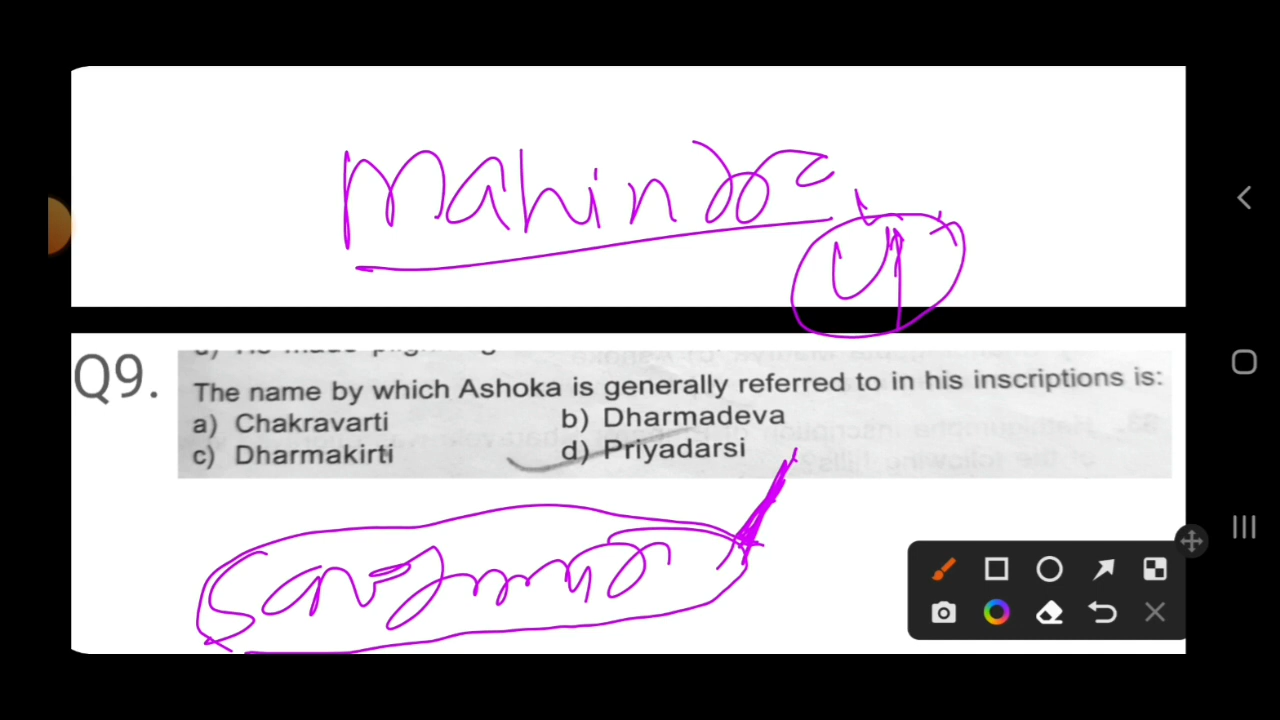 Mahindra
Q9.
The name by which Ashoka is generally referred to in his inscriptions is:
a) Chakravarti b) Dharmadeva
c) Dharmakirti d) Priyadarsi